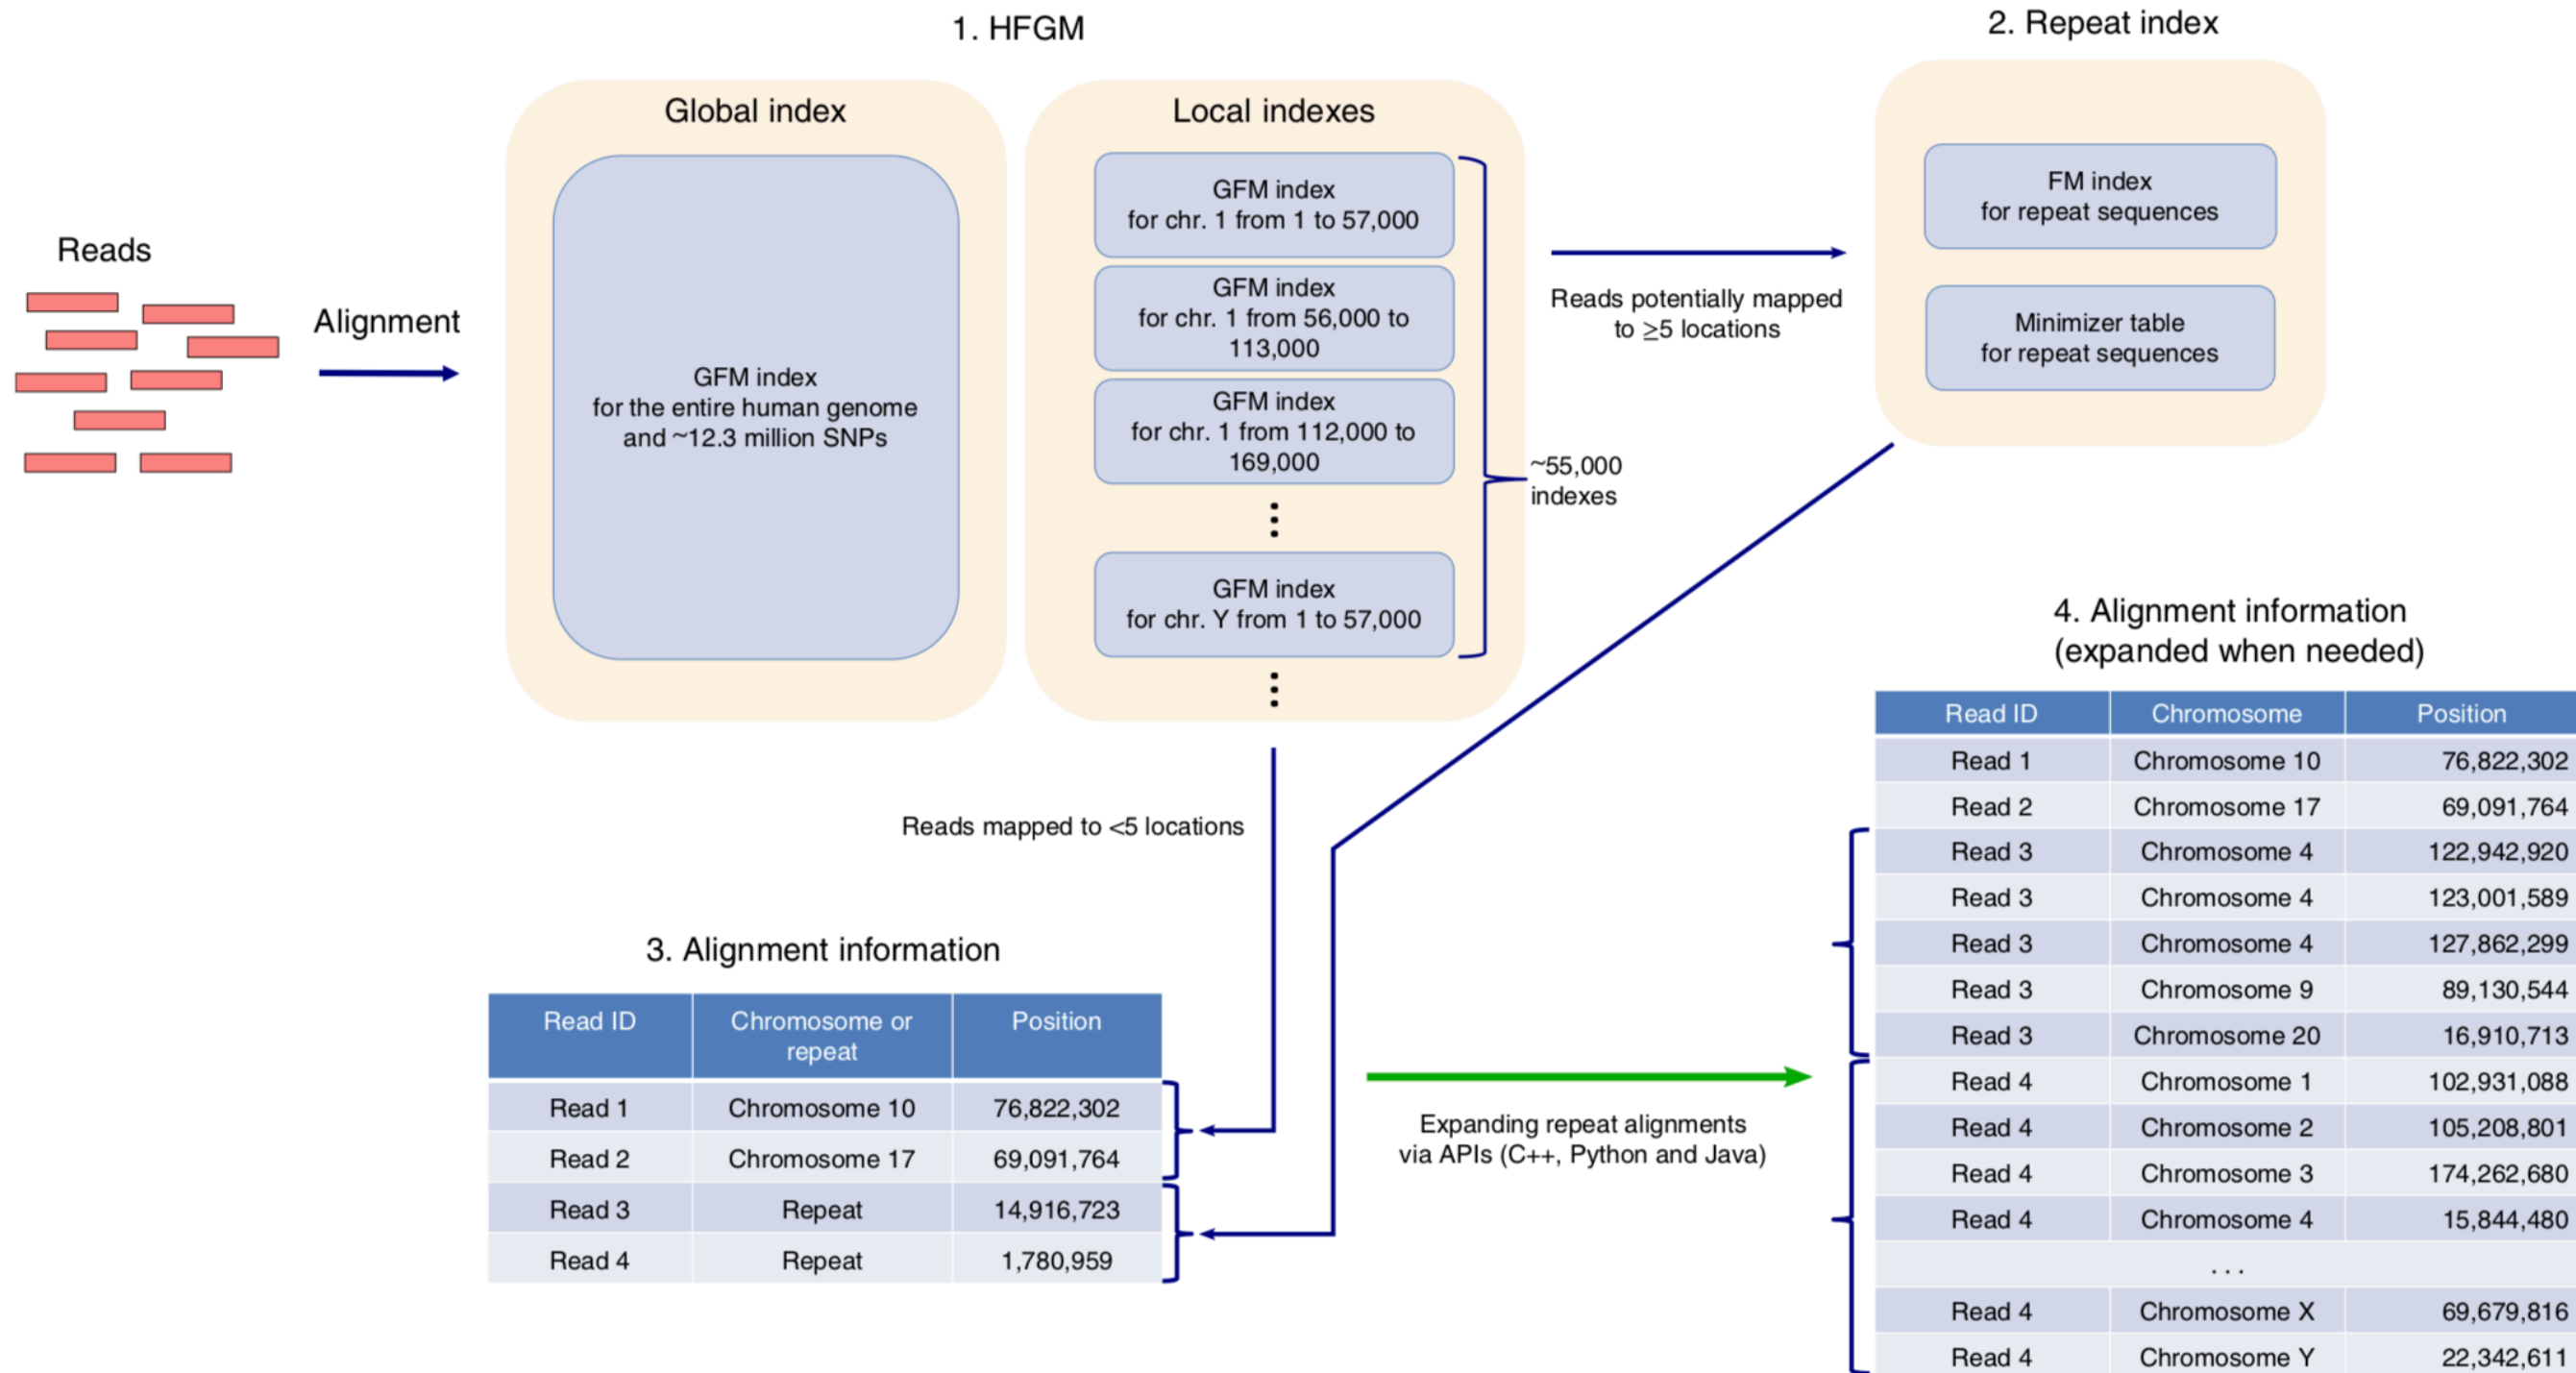 1. HFGM
2. Repeat index
Global index
Local indexes
Reads
Alignment
GFM index
for the entire human genome
and ~12.3 million SNPs
GFM index
for chr. 1 from 1 to 57,000
GFM index
for chr. 1 from 56,000 to
113,000
GFM index
for chr. 1 from 112,000 to
169,000
GFM index
for chr. Y from 1 to 57,000
~55,000
indexes
Reads potentially mapped
to ≥5 locations
FM index
for repeat sequences
Minimizer table
for repeat sequences
Reads mapped to <5 locations
3. Alignment information
Read ID Chromosome or repeat Position
Read 1 Chromosome 10 76,822,302
Read 2 Chromosome 17 69,091,764
Read 3 Repeat 14,916,723
Read 4 Repeat 1,780,959
Expanding repeat alignments
via APIs (C++, Python and Java)
4. Alignment information
(expanded when needed)
Read ID Chromosome Position
Read 1 Chromosome 10 76,822,302
Read 2 Chromosome 17 69,091,764
Read 3 Chromosome 4 122,942,920
Read 3 Chromosome 4 123,001,589
Read 3 Chromosome 4 127,862,299
Read 3 Chromosome 9 89,130,544
Read 3 Chromosome 20 16,910,713
Read 4 Chromosome 1 102,931,088
Read 4 Chromosome 2 105,208,801
Read 4 Chromosome 3 174,262,680
Read 4 Chromosome 4 15,844,480
. . .
Read 4 Chromosome X 69,679,816
Read 4 Chromosome Y 22,342,611